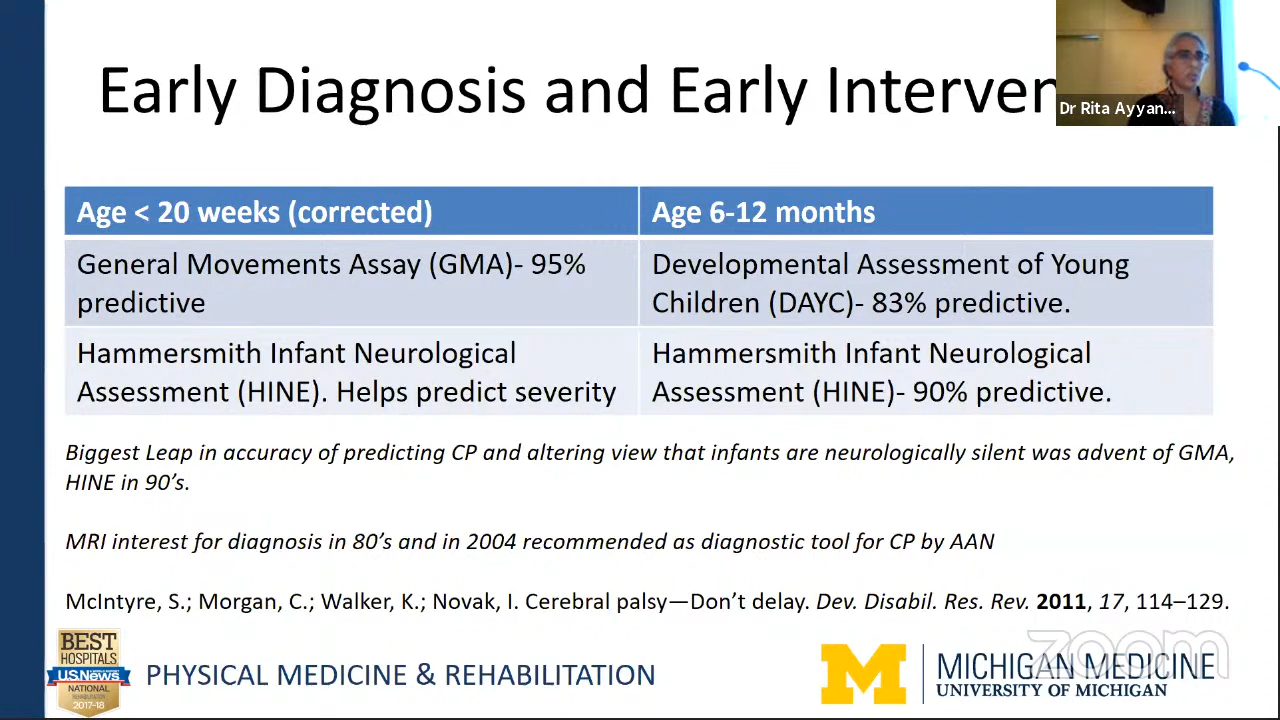 Early Diagnosis and Early Interven
Dr Rita Ayyan...
Age < 20 weeks (corrected)
Age 6-12 months
General Movements Assay (GMA)- 95%
predictive
Developmental Assessment of Young
Children (DAYC)- 83% predictive.
Hammersmith Infant Neurological
Assessment (HINE). Helps predict severity
Hammersmith Infant Neurological
Assessment (HINE)- 90% predictive.
Biggest Leap in accuracy of predicting CP and altering view that infants are neurologically silent was advent of GMA,
HINE in 90’s.
MRI interest for diagnosis in 80’s and in 2004 recommended as diagnostic tool for CP by AAN
McIntyre, S.; Morgan, C.; Walker, K.; Novak, I. Cerebral palsy—Don’t delay. Dev. Disabil. Res. Rev. 2011, 17, 114–129.
BEST
HOSPITALS
U.S.News
NATIONAL
REHABILITATION
2017-18
PHYSICAL MEDICINE & REHABILITATION
M
MICHIGAN MEDICINE
UNIVERSITY OF MICHIGAN
zoom